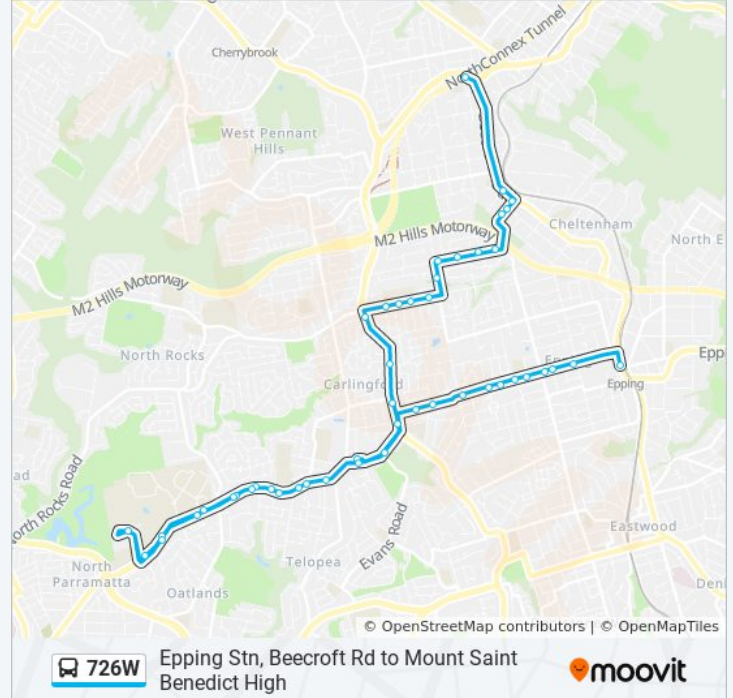 NorthConnex Tunnel
Cherrybrook
West Pennant
Hills
M2 Hills Motorway
Cheltenham
North E
M2 Hills Motorway
North Rocks
Epp
Epping
Carlingford
ad
orth Rocks Road
Evans Road
Eastwood
North
Parramatta
Telopea
Oatlands
Deni
© OpenStreetMap contributors | © OpenMapTiles
726W
Epping Stn, Beecroft Rd to Mount Saint
Benedict High
moovit